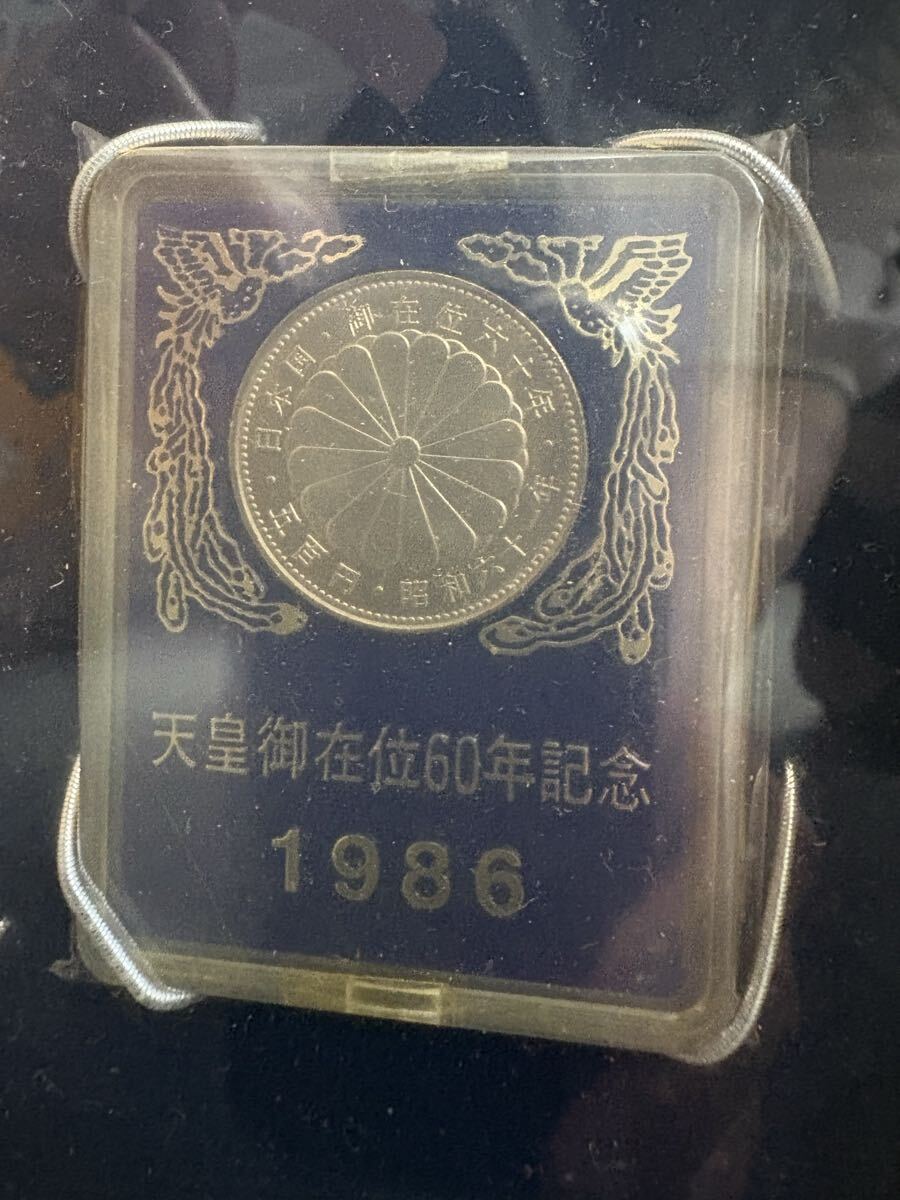 日本国・御在位六十年・
五百円・昭和六十一年
天皇御在位60年記念
1986